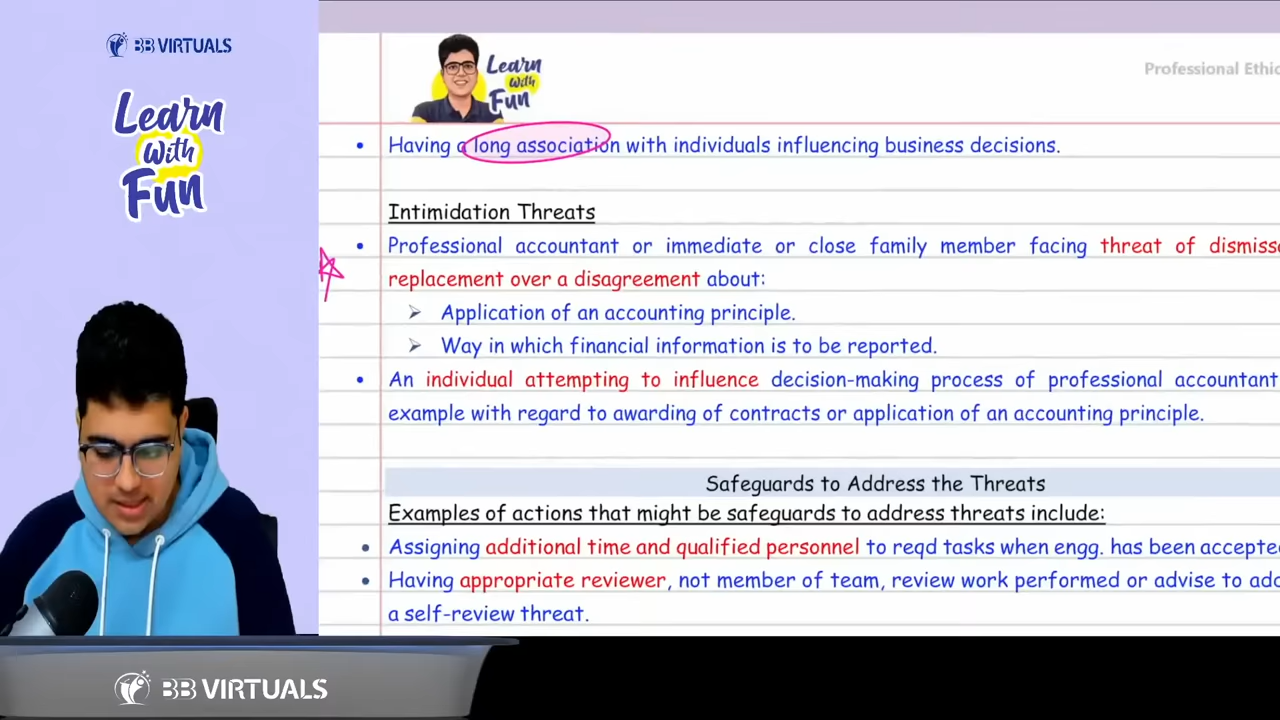 BB VIRTUALS
Learn
With
Fun
Learn
With
Fun
Professional Ethic
• Having a long association with individuals influencing business decisions.
Intimidation Threats
• Professional accountant or immediate or close family member facing threat of dismiss
replacement over a disagreement about:
➢ Application of an accounting principle.
➢ Way in which financial information is to be reported.
• An individual attempting to influence decision-making process of professional accountant
example with regard to awarding of contracts or application of an accounting principle.
Safeguards to Address the Threats
Examples of actions that might be safeguards to address threats include:
• Assigning additional time and qualified personnel to reqd tasks when engg. has been accepte
• Having appropriate reviewer, not member of team, review work performed or advise to add
a self-review threat.
BB VIRTUALS